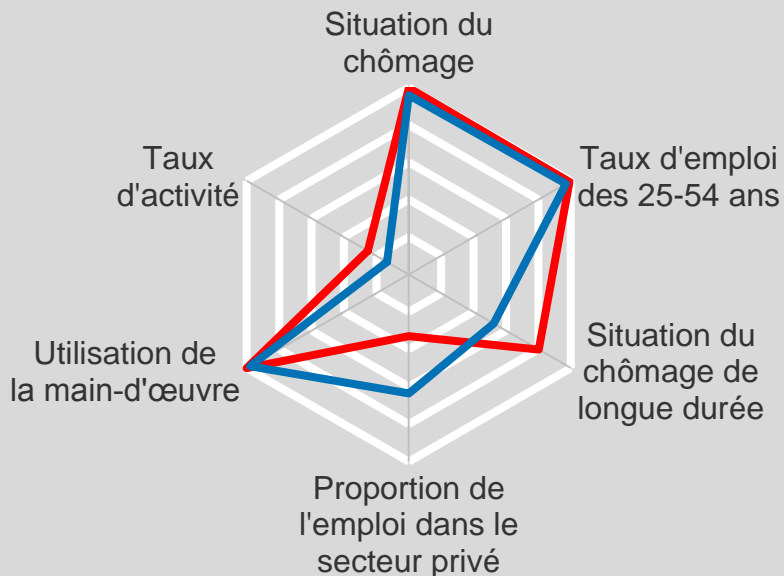 Situation du
chômage
Taux d'emploi
des 25-54 ans
Situation du
chômage de
longue durée
Proportion de
l'emploi dans le
secteur privé
Utilisation de
la main-d'œuvre
Taux
d'activité